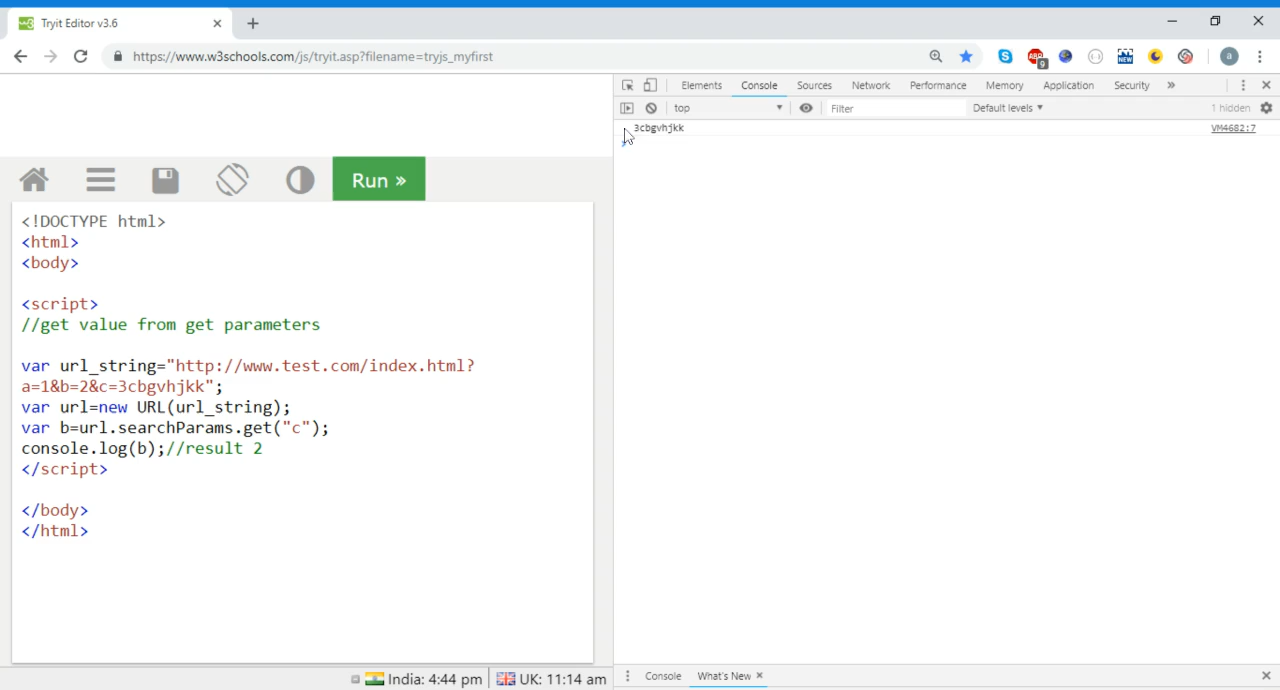 Tryit Editor v3.6
https://www.w3schools.com/js/tryit.asp?filename=tryjs_myfirst
ABP
9
NEW
a
Elements Console Sources Network Performance Memory Application Security »
top Filter Default levels 1 hidden
3cbgvhjkk VM4682:7
Run »
<!DOCTYPE html>
<html>
<body>
<script>
//get value from get parameters
var url_string="http://www.test.com/index.html?
a=1&b=2&c=3cbgvhjkk";
var url=new URL(url_string);
var b=url.searchParams.get("c");
console.log(b);//result 2
</script>
</body>
</html>
India: 4:44 pm UK: 11:14 am
Console What's New